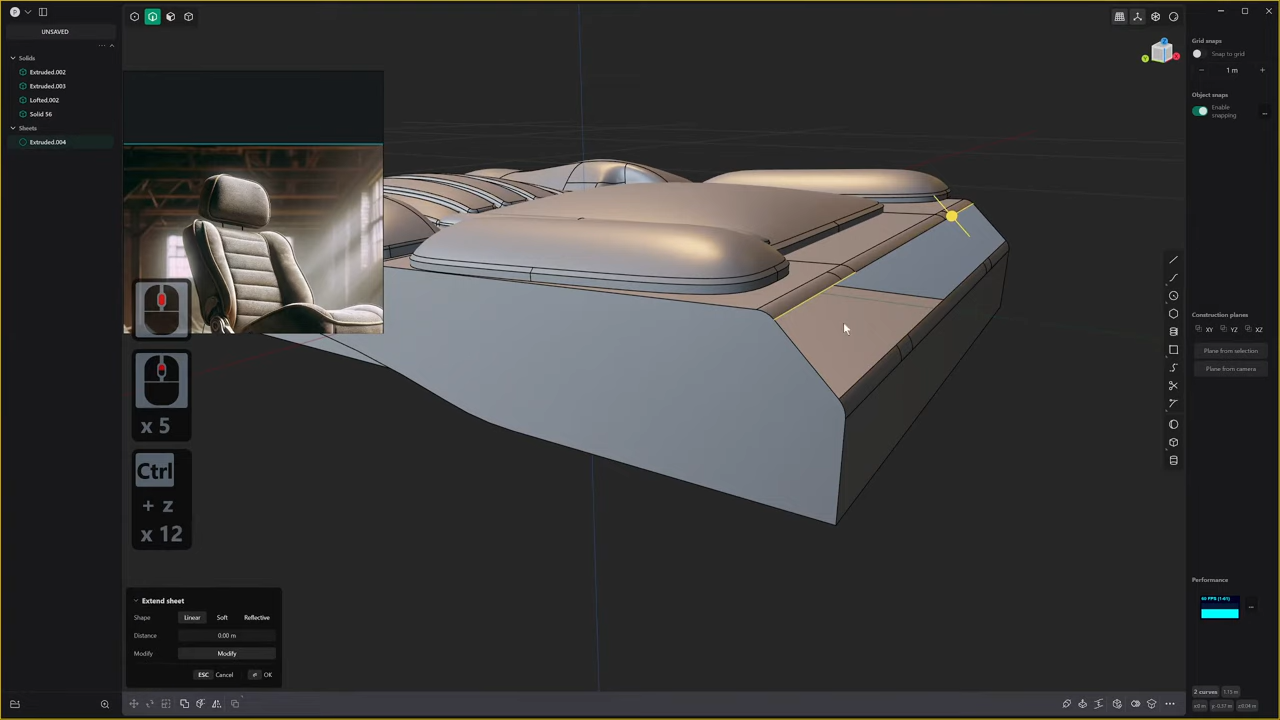 UNSAVED
...
Solids
Extruded.002
Extruded.003
Lofted.002
Solid 56
Sheets
Extruded.004
x 5
Ctrl
+ z
x 12
Extend sheet
Shape Linear Soft Reflective
Distance 0.00 m
Modify Modify
ESC Cancel OK
Grid snaps
Snap to grid
− 1 m +
Object snaps
Enable snapping ...
Construction planes
XY YZ XZ
Plane from selection
Plane from camera
Performance
2 curves 1.13 m